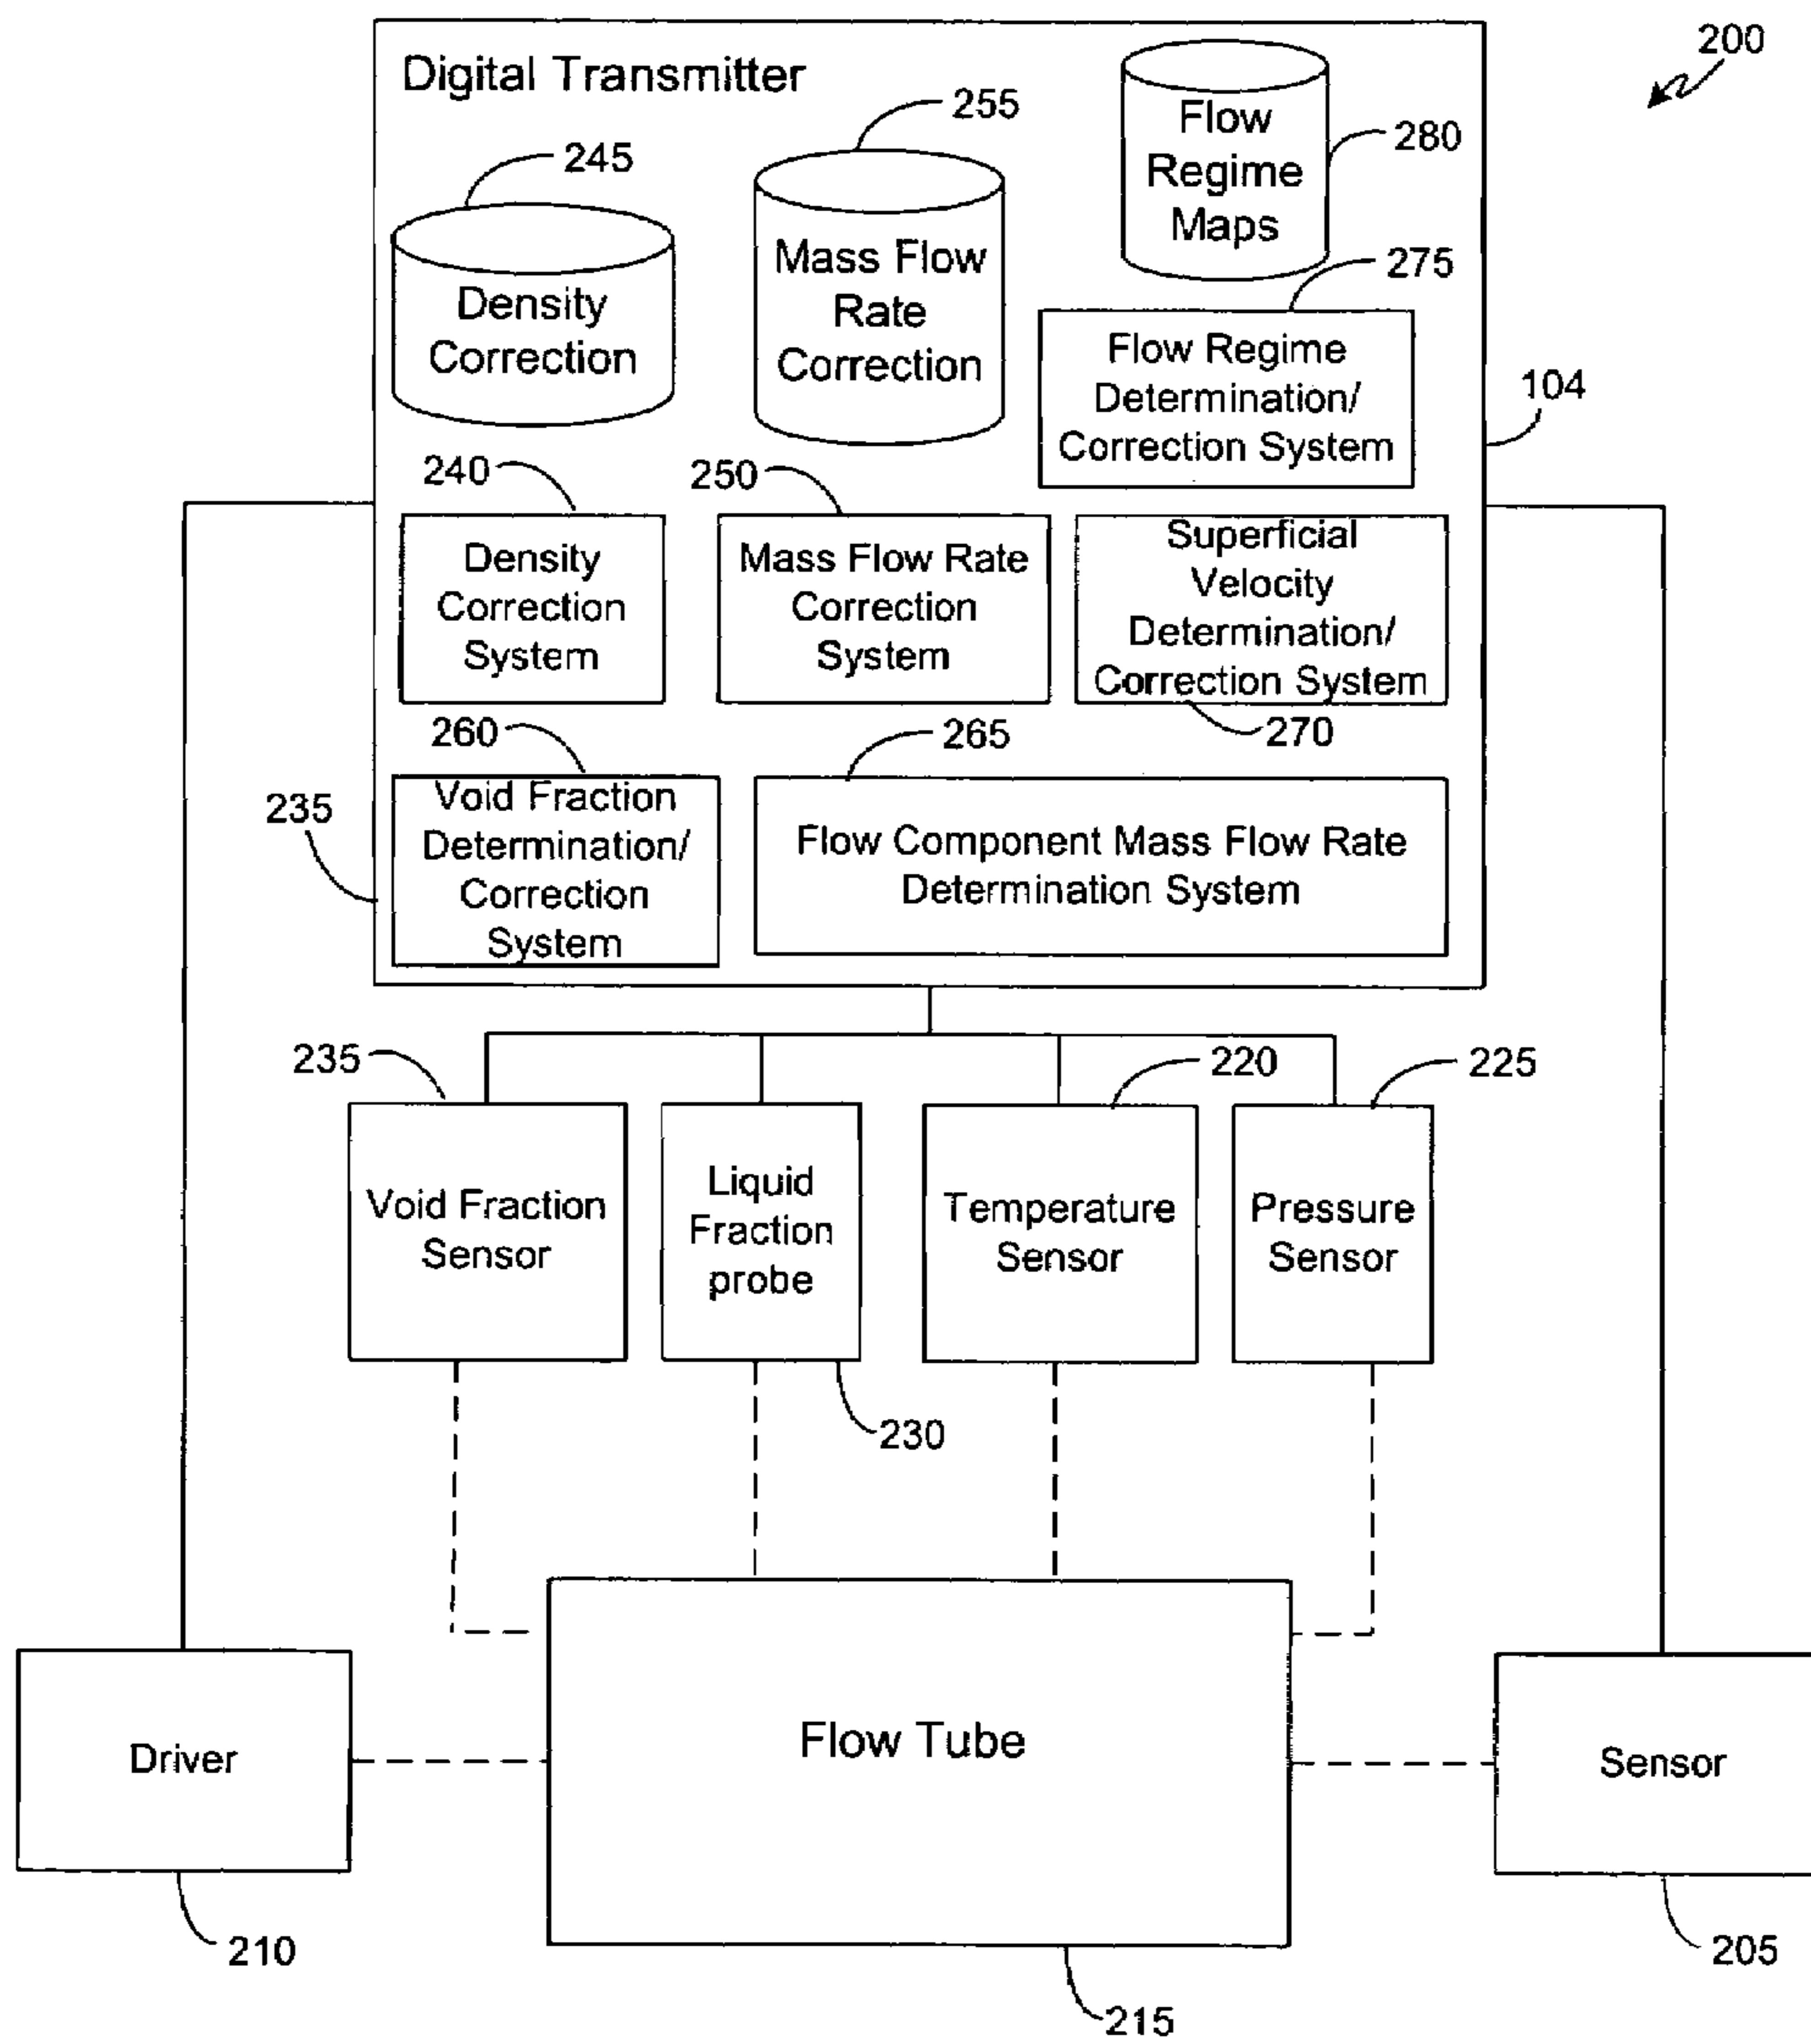 200
Digital Transmitter
255
Flow
Regime
Maps
280
245
Mass Flow
Rate
Correction
275
Density
Correction
Flow Regime
Determination/
Correction System
104
240
250
Density
Correction
System
Mass Flow Rate
Correction
System
Superficial
Velocity
Determination/
Correction System
260
265
270
235
Void Fraction
Determination/
Correction
System
Flow Component Mass Flow Rate
Determination System
235
220
225
Void Fraction
Sensor
Liquid
Fraction
probe
Temperature
Sensor
Pressure
Sensor
230
Driver
Flow Tube
Sensor
210
205
215